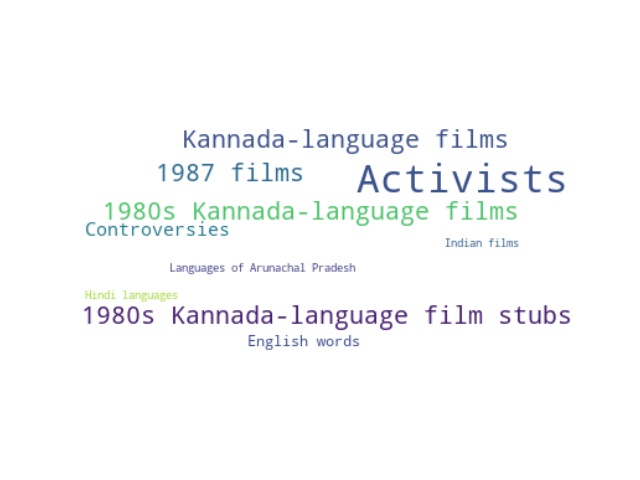 Kannada-language films
1987 films
Activists
1980s Kannada-language films
Controversies
Indian films
Languages of Arunachal Pradesh
Hindi languages
1980s Kannada-language film stubs
English words